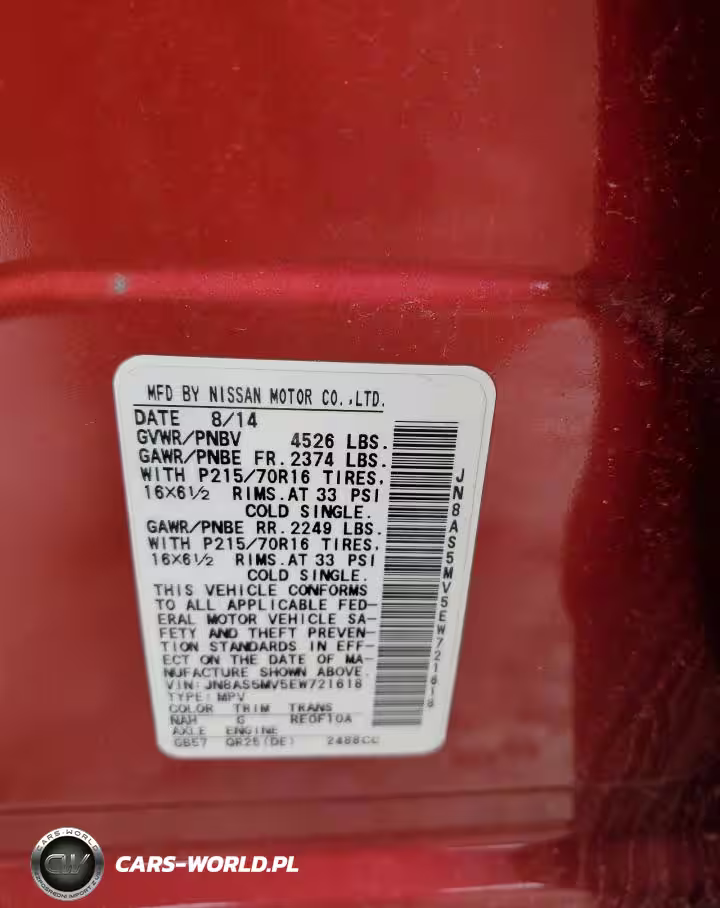 MFD BY NISSAN MOTOR CO.,LTD.
DATE 8/14
GVWR/PNBV 4526 LBS.
GAWR/PNBE FR. 2374 LBS.
WITH P215/70R16 TIRES,
16X6½ RIMS. AT 33 PSI
COLD SINGLE.
GAWR/PNBE RR. 2249 LBS.
WITH P215/70R16 TIRES,
16X6½ RIMS. AT 33 PSI
COLD SINGLE.
THIS VEHICLE CONFORMS
TO ALL APPLICABLE FED-
ERAL MOTOR VEHICLE SA-
FETY AND THEFT PREVEN-
TION STANDARDS IN EFF-
ECT ON THE DATE OF MA-
NUFACTURE SHOWN ABOVE.
VIN: JN8AS5MV5EW721618
TYPE: MPV
COLOR TRIM TRANS
NAH G RE0F10A
AXLE ENGINE
GB57 QR25(DE) 2488CC
JN8AS5MV5EW721618
CARS-WORLD
CW
CARS-WORLD.PL